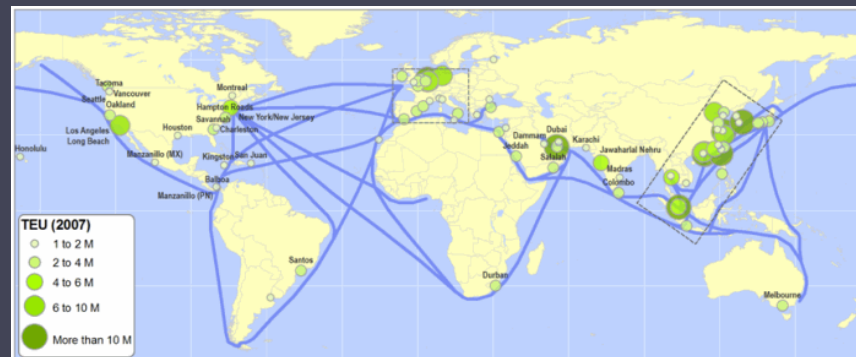 Tacoma
Vancouver
Seattle
Oakland
Los Angeles
Long Beach
Honolulu
Houston
Manzanillo (MX)
Montreal
Hampton Roads
New York/New Jersey
Savannah
Charleston
Kingston
San Juan
Balboa
Manzanillo (PN)
Santos
Durban
Dammam
Dubai
Jeddah
Salalah
Karachi
Jawaharlal Nehru
Madras
Colombo
Melbourne
TEU (2007)
1 to 2 M
2 to 4 M
4 to 6 M
6 to 10 M
More than 10 M